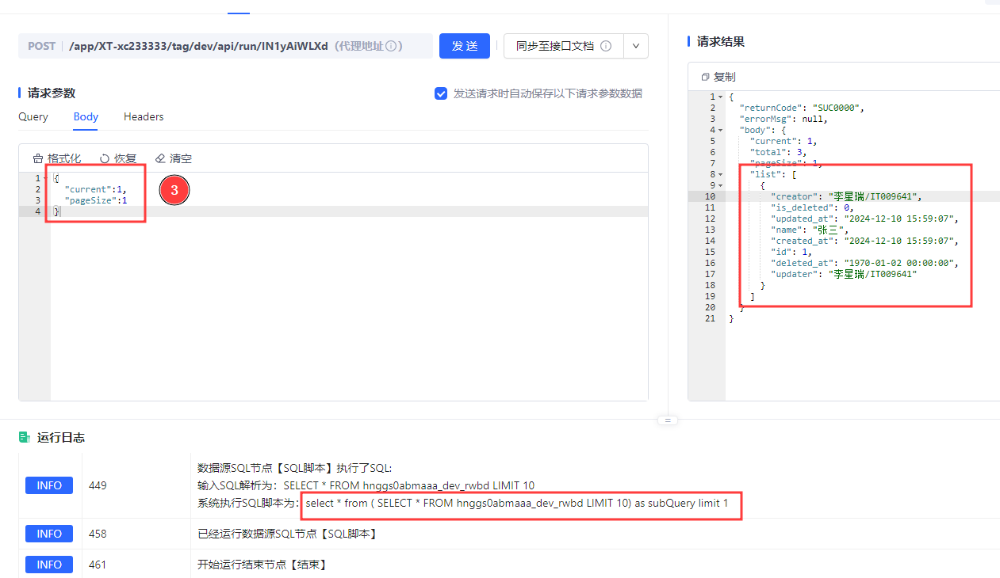 POST /app/XT-xc233333/tag/dev/api/run/IN1yAiWLXd (代理地址)
发 送
同步至接口文档
请求参数
发送请求时自动保存以下请求参数数据
Query Body Headers
格式化 恢复 清空
1 {
2 "current":1,
3 "pageSize":1
4 }
3
请求结果
复制
1 {
2 "returnCode": "SUC0000",
3 "errorMsg": null,
4 "body": {
5 "current": 1,
6 "total": 3,
7 "pageSize": 1,
8 "list": [
9 {
10 "creator": "李星瑞/IT009641",
11 "is_deleted": 0,
12 "updated_at": "2024-12-10 15:59:07",
13 "name": "张三",
14 "created_at": "2024-12-10 15:59:07",
15 "id": 1,
16 "deleted_at": "1970-01-02 00:00:00",
17 "updater": "李星瑞/IT009641"
18 }
19 ]
20 }
21 }
运行日志
INFO 449
数据源SQL节点【SQL脚本】执行了SQL:
输入SQL解析为：SELECT * FROM hnggs0abmaaa_dev_rwbd LIMIT 10
系统执行SQL脚本为：select * from ( SELECT * FROM hnggs0abmaaa_dev_rwbd LIMIT 10) as subQuery limit 1
INFO 458 已经运行数据源SQL节点【SQL脚本】
INFO 461 开始运行结束节点【结束】